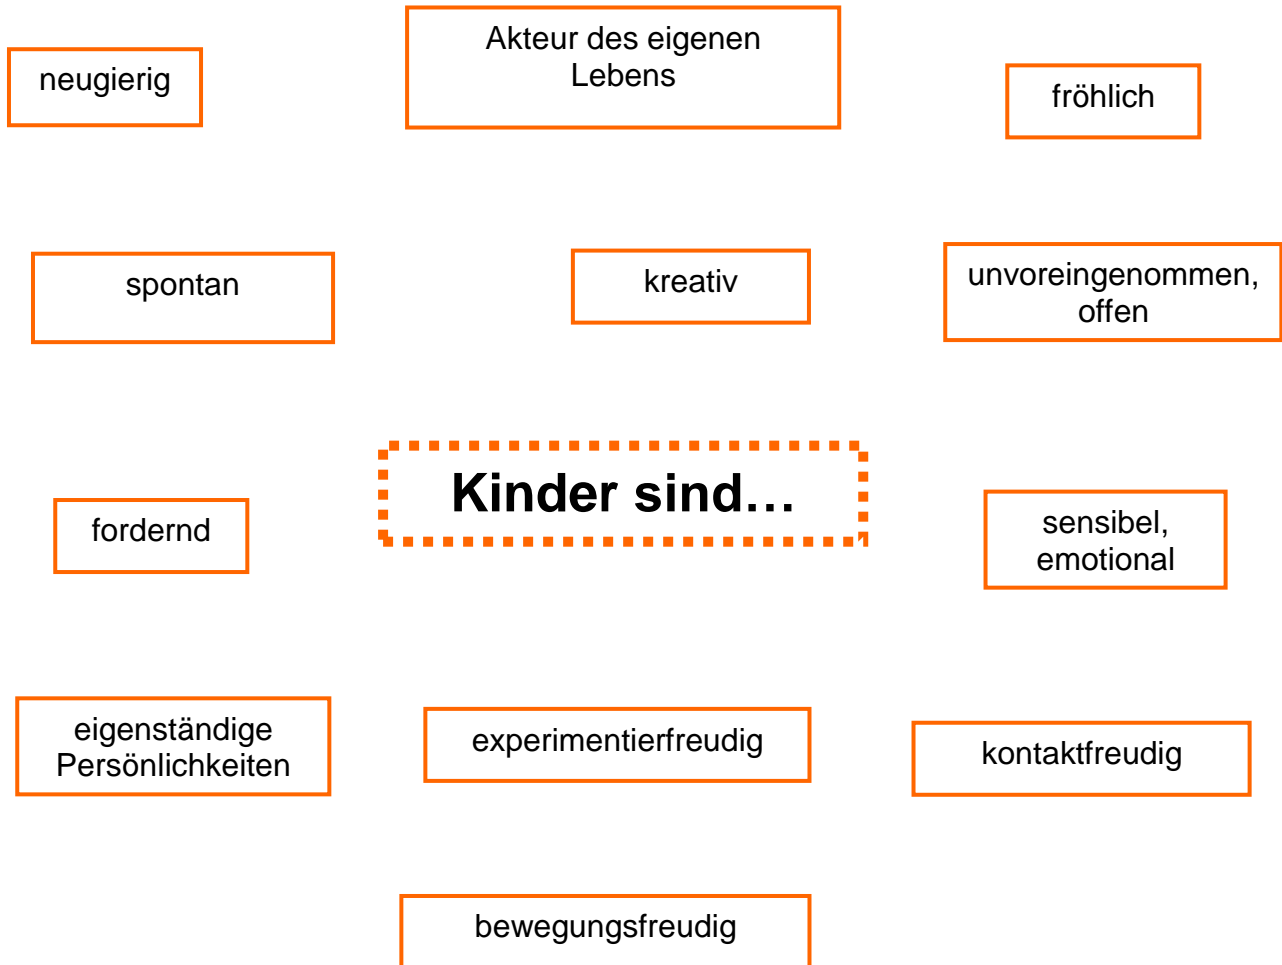 neugierig
Akteur des eigenen
Lebens
fröhlich
spontan
kreativ
unvoreingenommen,
offen
Kinder sind…
fordernd
sensibel,
emotional
eigenständige
Persönlichkeiten
experimentierfreudig
kontaktfreudig
bewegungsfreudig